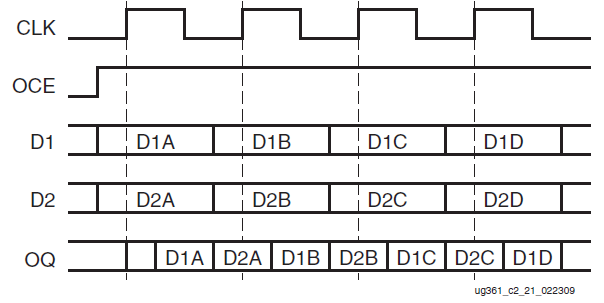 CLK
OCE
D1 D1A D1B D1C D1D
D2 D2A D2B D2C D2D
OQ D1A D2A D1B D2B D1C D2C D1D
ug361_c2_21_022309